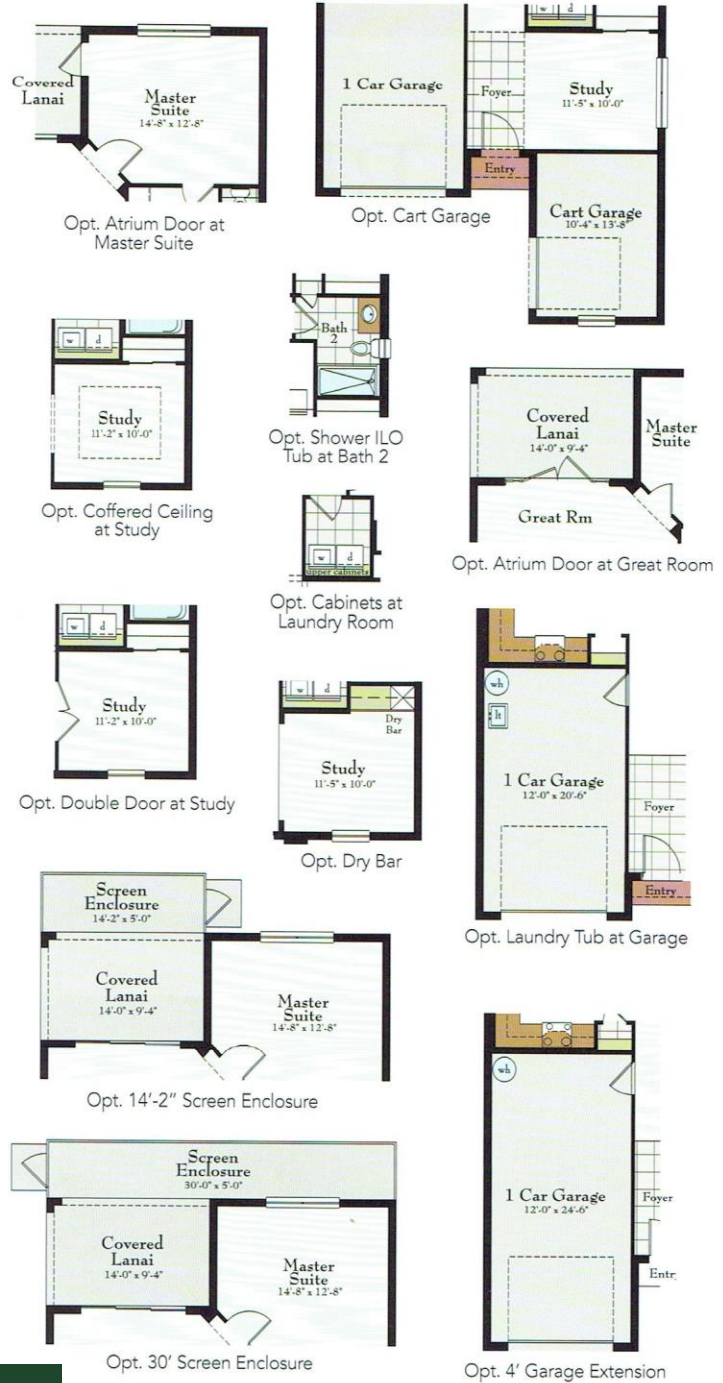 Covered
Lanai
Master
Suite
14'-8" x 12'-8"
Opt. Atrium Door at
Master Suite
w d
1 Car Garage
Foyer
Study
11'-5" x 10'-0"
Entry
Cart Garage
10'-4" x 13'-8"
Opt. Cart Garage
w d
Study
11'-2" x 10'-0"
Opt. Coffered Ceiling
at Study
Bath
2
Opt. Shower ILO
Tub at Bath 2
Covered
Lanai
14'-0" x 9'-4"
Master
Suite
Great Rm
Opt. Atrium Door at Great Room
w d
upper cabinets
Opt. Cabinets at
Laundry Room
w d
Study
11'-2" x 10'-0"
Opt. Double Door at Study
w d
Dry
Bar
Study
11'-5" x 10'-0"
Opt. Dry Bar
wh
lt
1 Car Garage
12'-0" x 20'-6"
Foyer
Entry
Opt. Laundry Tub at Garage
Screen
Enclosure
14'-2" x 5'-0"
Covered
Lanai
14'-0" x 9'-4"
Master
Suite
14'-8" x 12'-8"
Opt. 14'-2" Screen Enclosure
Screen
Enclosure
30'-0" x 5'-0"
Covered
Lanai
14'-0" x 9'-4"
Master
Suite
14'-8" x 12'-8"
Opt. 30' Screen Enclosure
wh
1 Car Garage
12'-0" x 24'-6"
Foyer
Entr
Opt. 4' Garage Extension